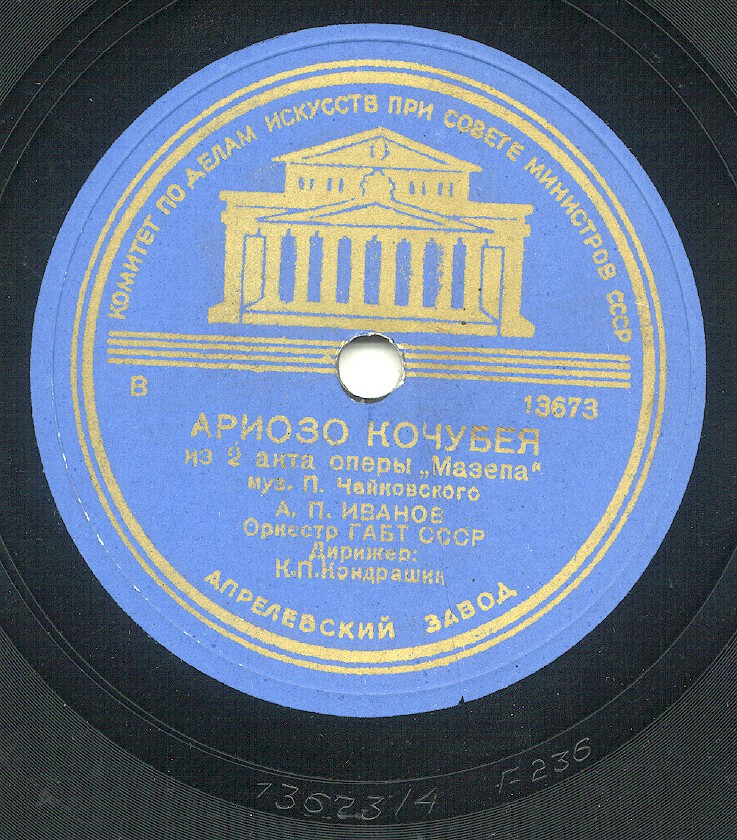 КОМИТЕТ ПО ДЕЛАМ ИСКУССТВ ПРИ СОВЕТЕ МИНИСТРОВ СССР
В 13673
АРИОЗО КОЧУБЕЯ
из 2 акта оперы „Мазепа“
муз. П. Чайковского
А. П. ИВАНОВ
Оркестр ГАБТ СССР
Дирижер:
К.П.Кондрашин
АПРЕЛЕВСКИЙ ЗАВОД
13673/4 Г.236